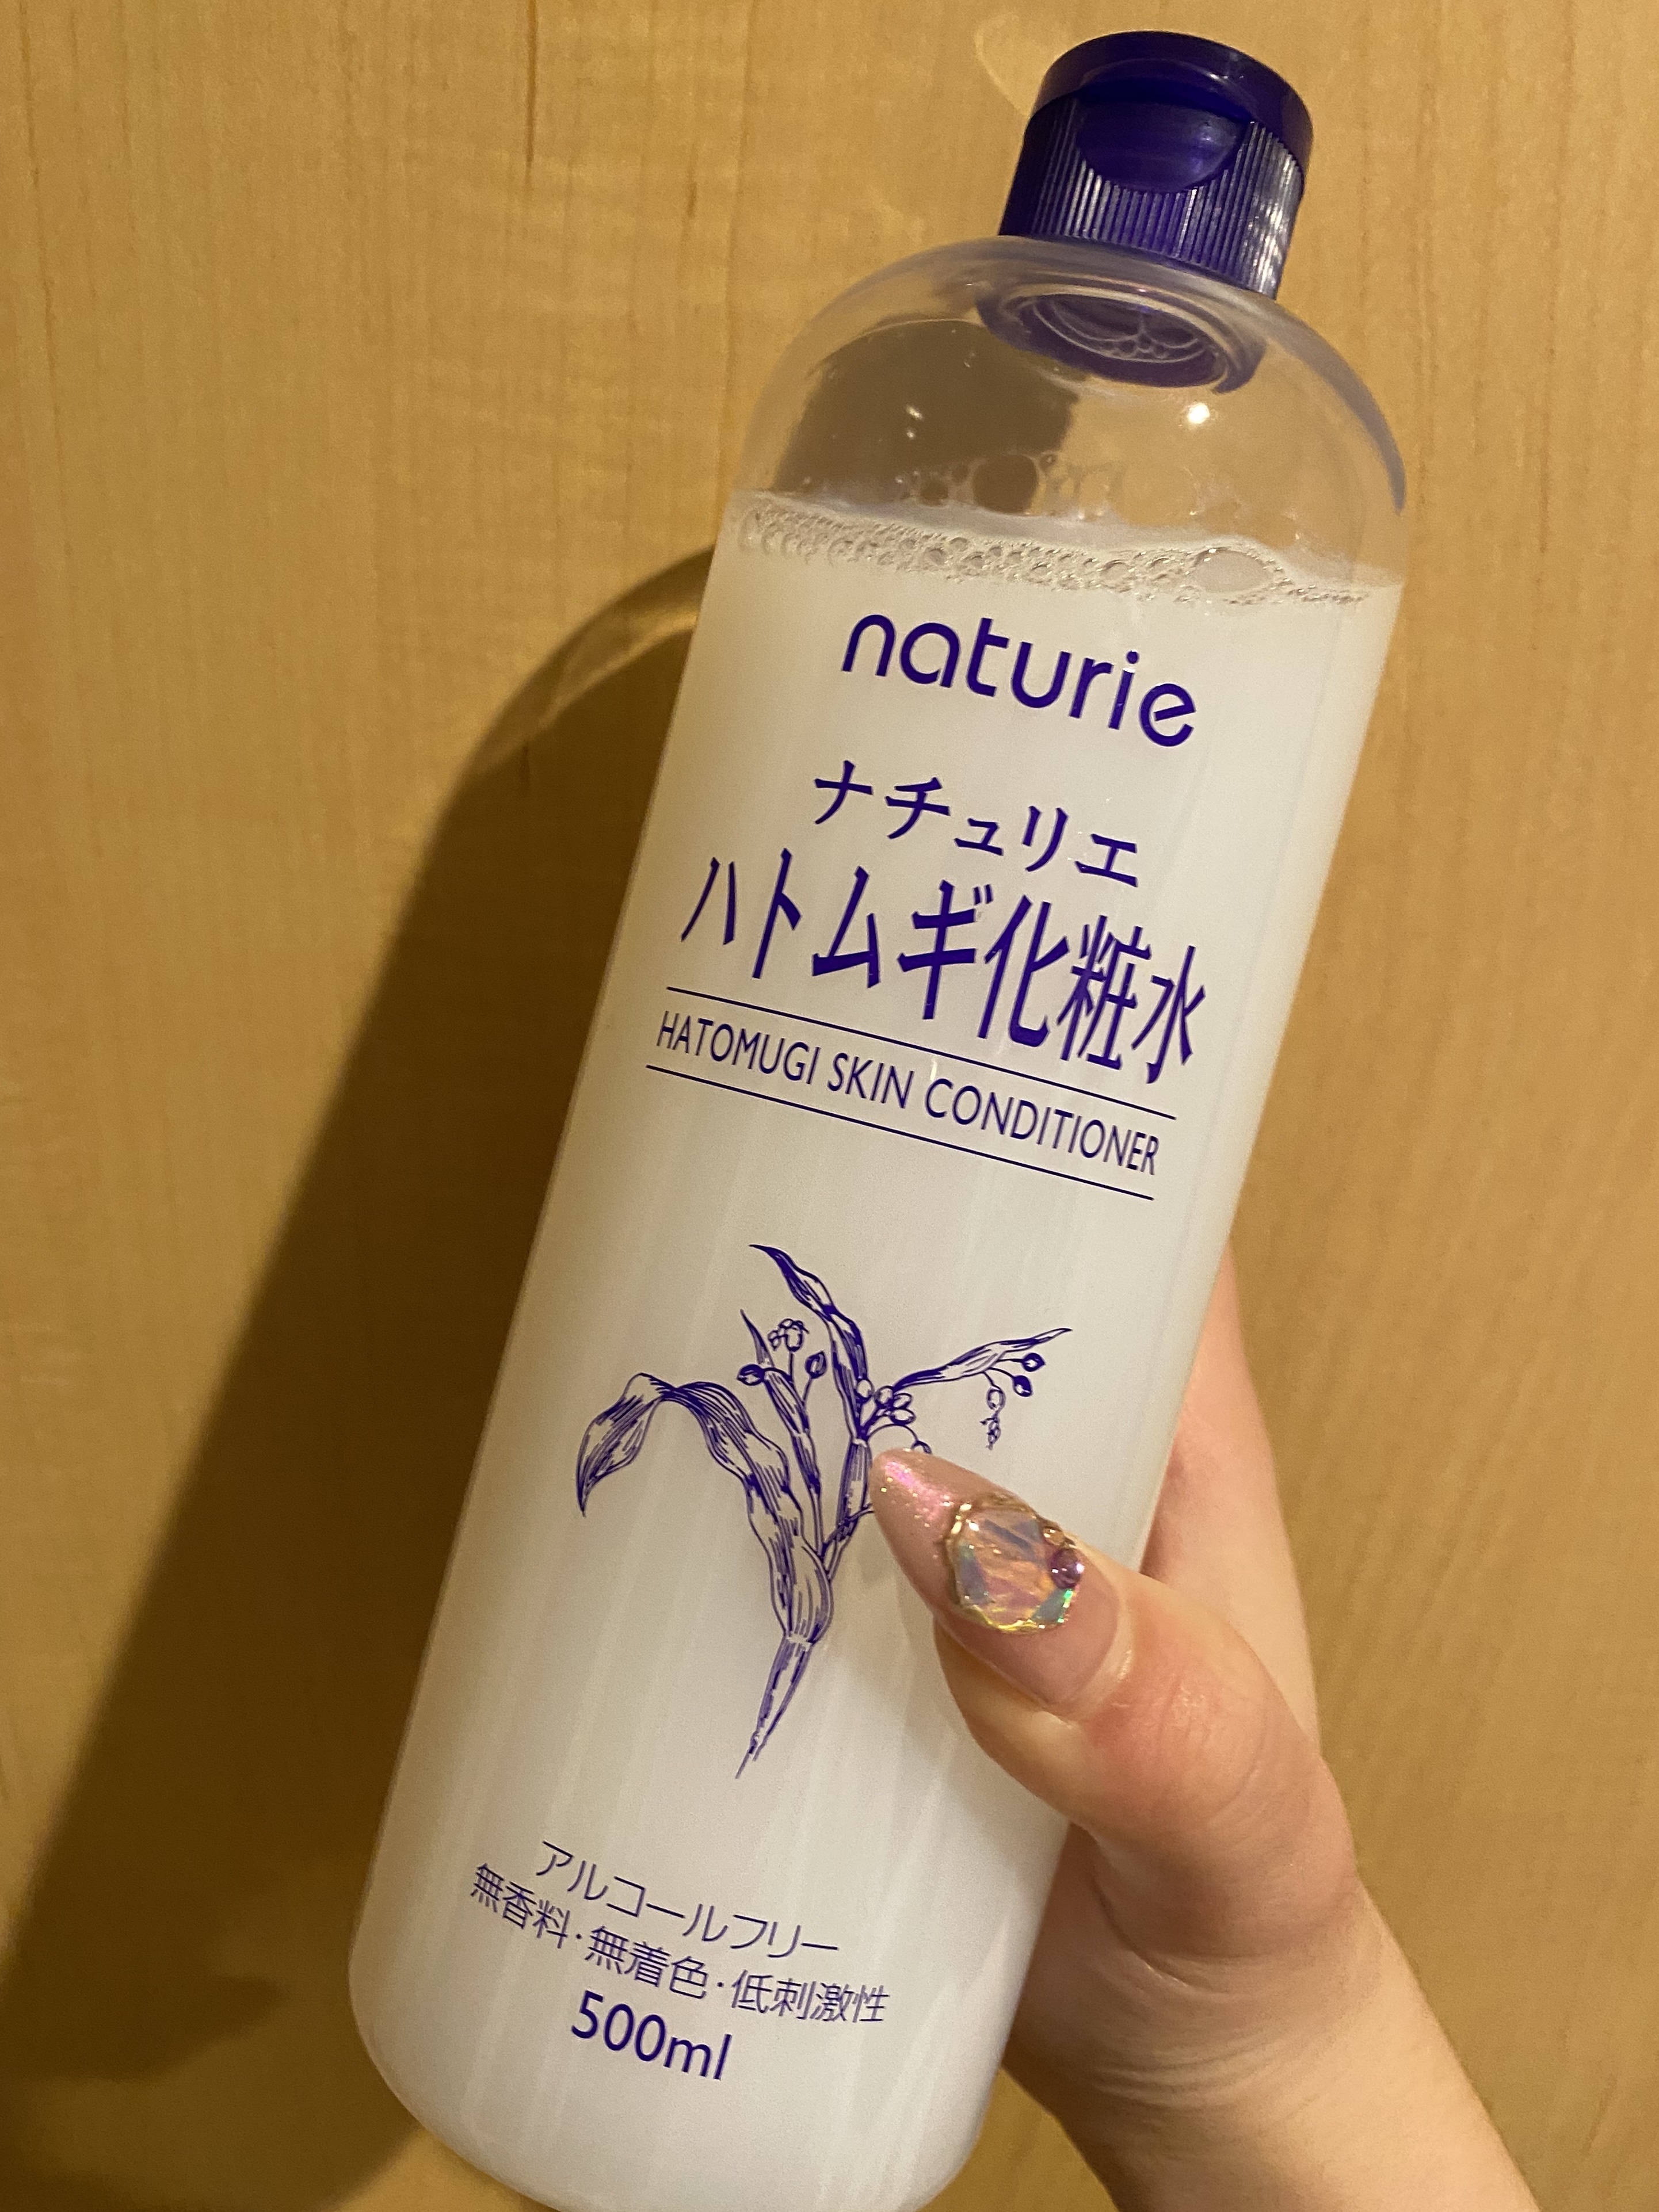 naturie
ナチュリエ
ハトムギ化粧水
HATOMUGI SKIN CONDITIONER
アルコールフリー
無香料・無着色・低刺激性
500ml